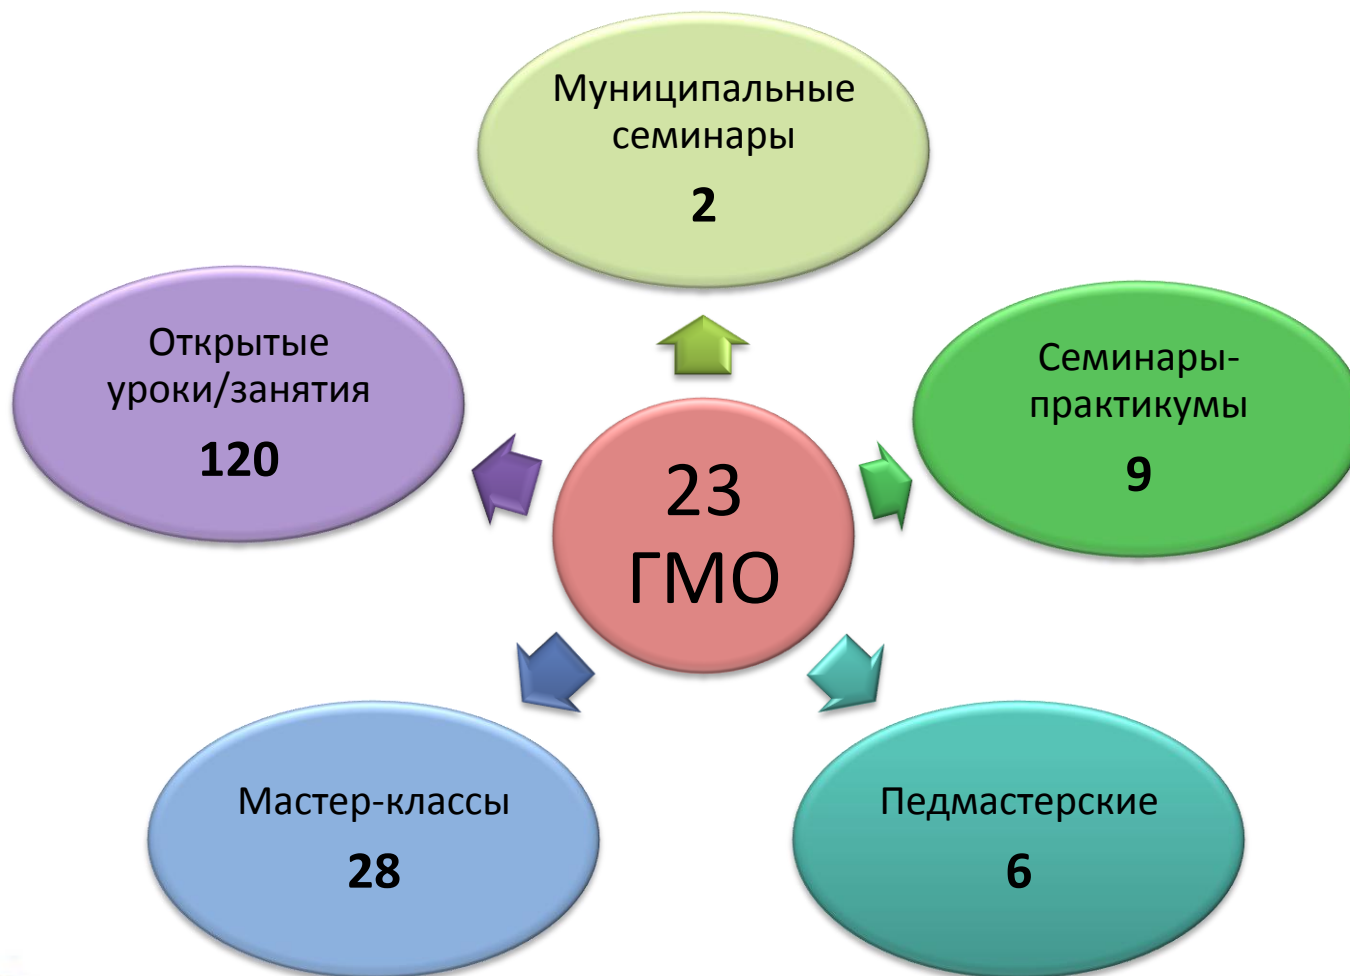 Муниципальные
семинары
2
Открытые
уроки/занятия
120
Семинары-
практикумы
9
23
ГМО
Мастер-классы
28
Педмастерские
6